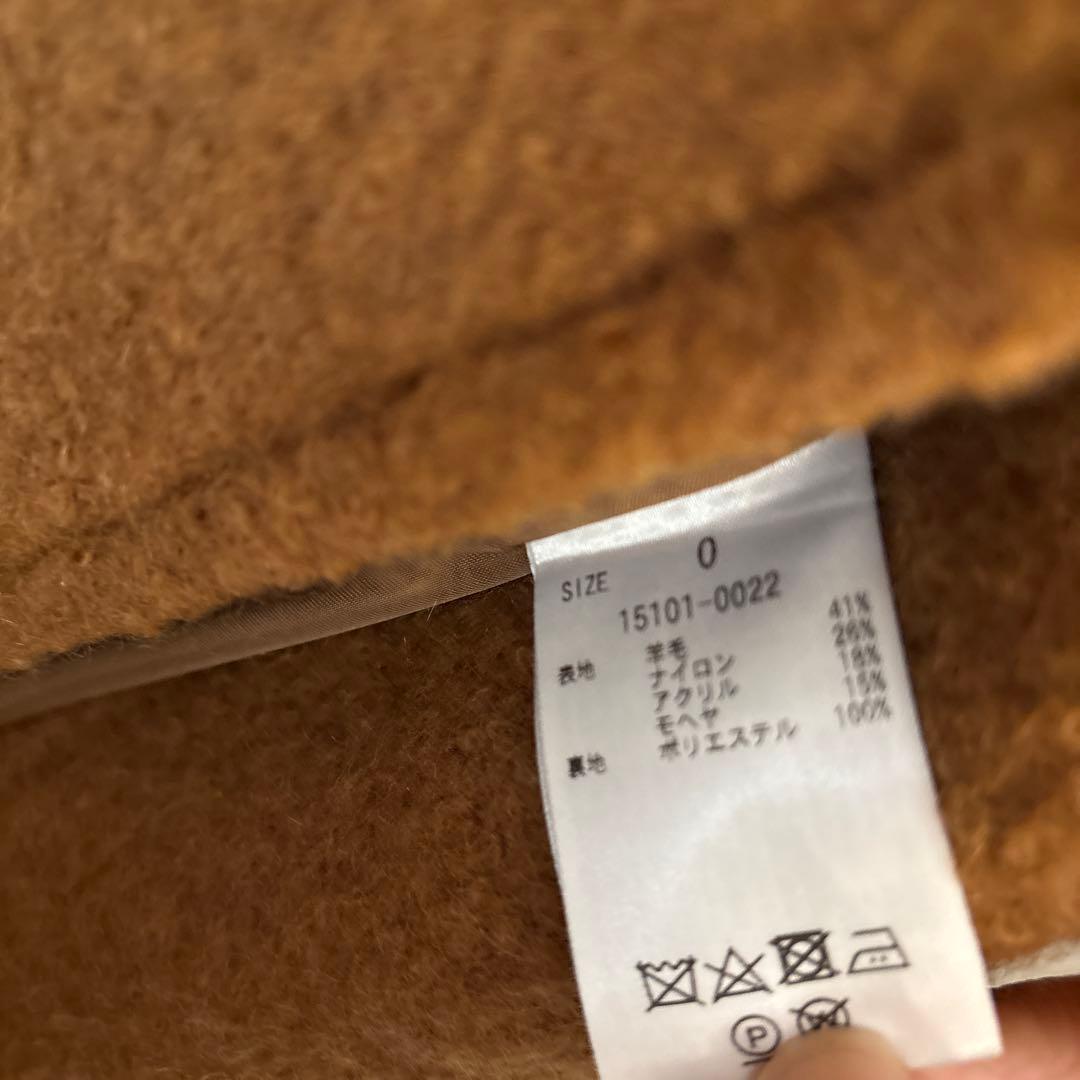 SIZE 0
15101-0022
表地 羊毛 41%
ナイロン 26%
アクリル 18%
モヘヤ 15%
裏地 ポリエステル 100%
P
W